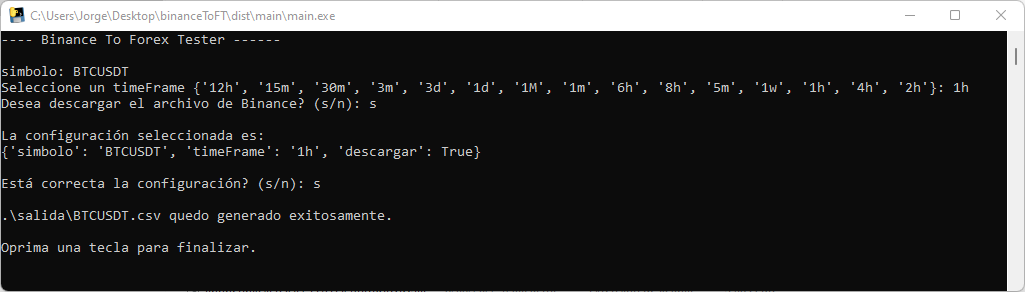 C:\Users\Jorge\Desktop\binanceToFT\dist\main\main.exe
---- Binance To Forex Tester ------
simbolo: BTCUSDT
Seleccione un timeFrame {'12h', '15m', '30m', '3m', '3d', '1d', '1M', '1m', '6h', '8h', '5m', '1w', '1h', '4h', '2h'}: 1h
Desea descargar el archivo de Binance? (s/n): s
La configuración seleccionada es:
{'simbolo': 'BTCUSDT', 'timeFrame': '1h', 'descargar': True}
Está correcta la configuración? (s/n): s
.\salida\BTCUSDT.csv quedo generado exitosamente.
Oprima una tecla para finalizar.